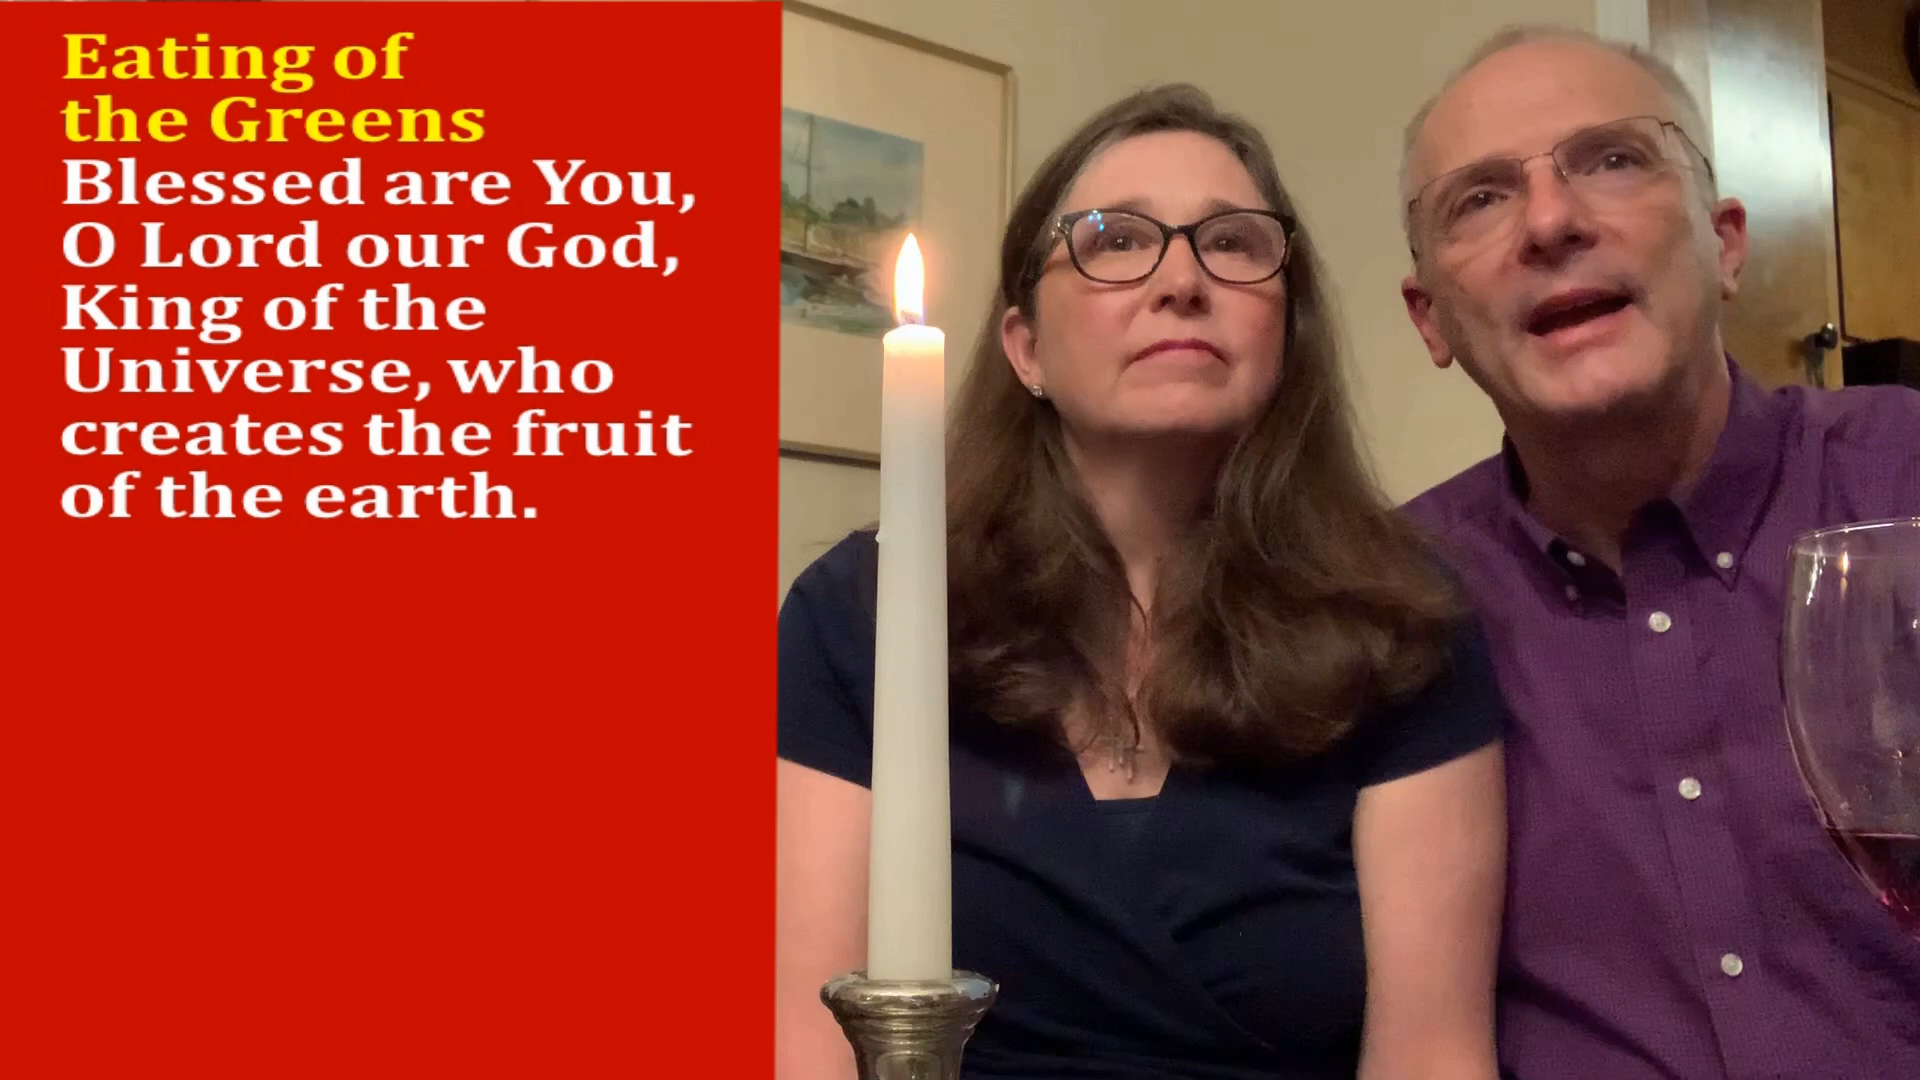 Eating of
the Greens
Blessed are You,
O Lord our God,
King of the
Universe, who
creates the fruit
of the earth.